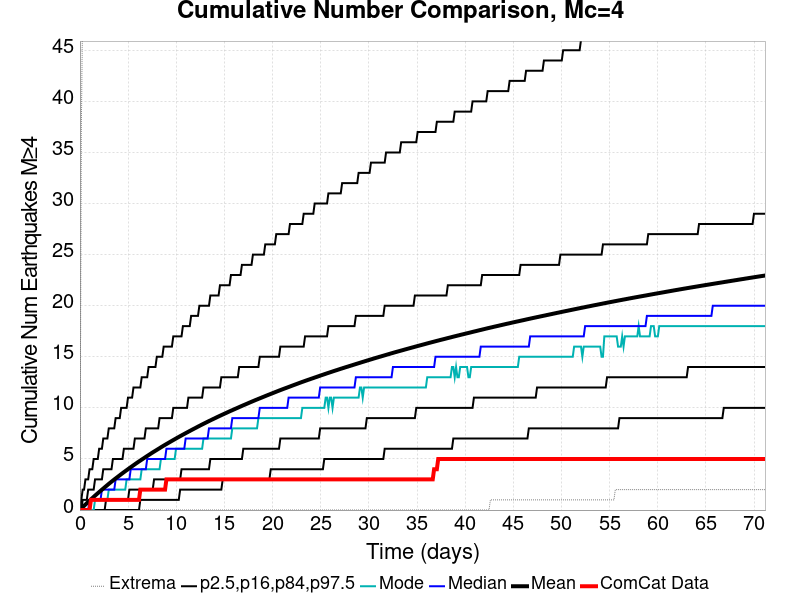 Cumulative Number Comparison, Mc=4
Cumulative Num Earthquakes M≥4
45
40
35
30
25
20
15
10
5
0
0 5 10 15 20 25 30 35 40 45 50 55 60 65 70
Time (days)
Extrema p2.5,p16,p84,p97.5 Mode Median Mean ComCat Data